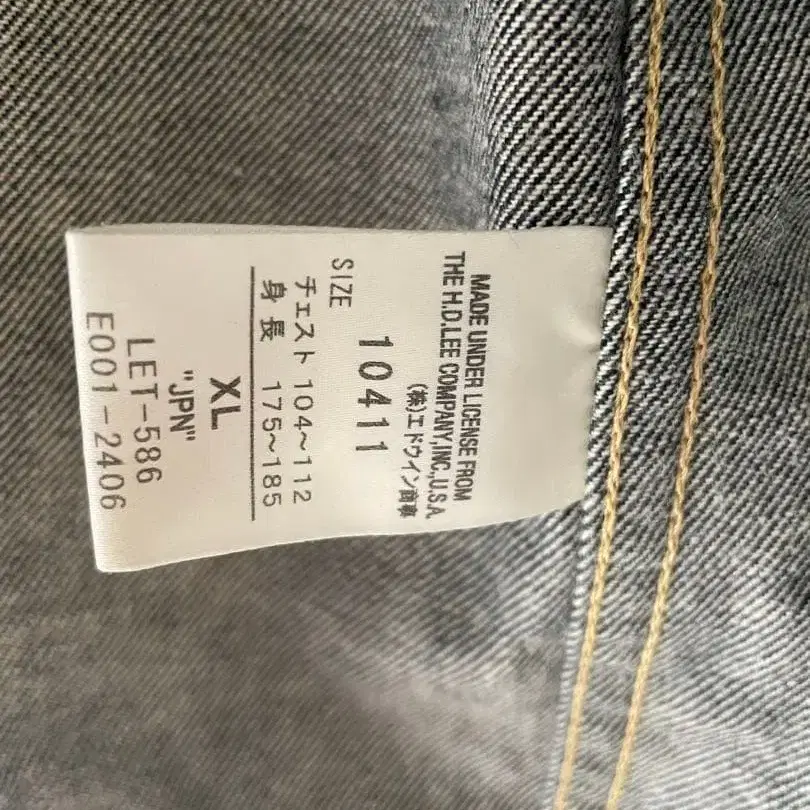 MADE UNDER LICENSE FROM
THE H.D.LEE COMPANY,INC.,U.S.A.
(株)エドウイン商事
10411
SIZE
チェスト 104～112
身長 175～185
XL
"JPN"
LET-586
E001-2406